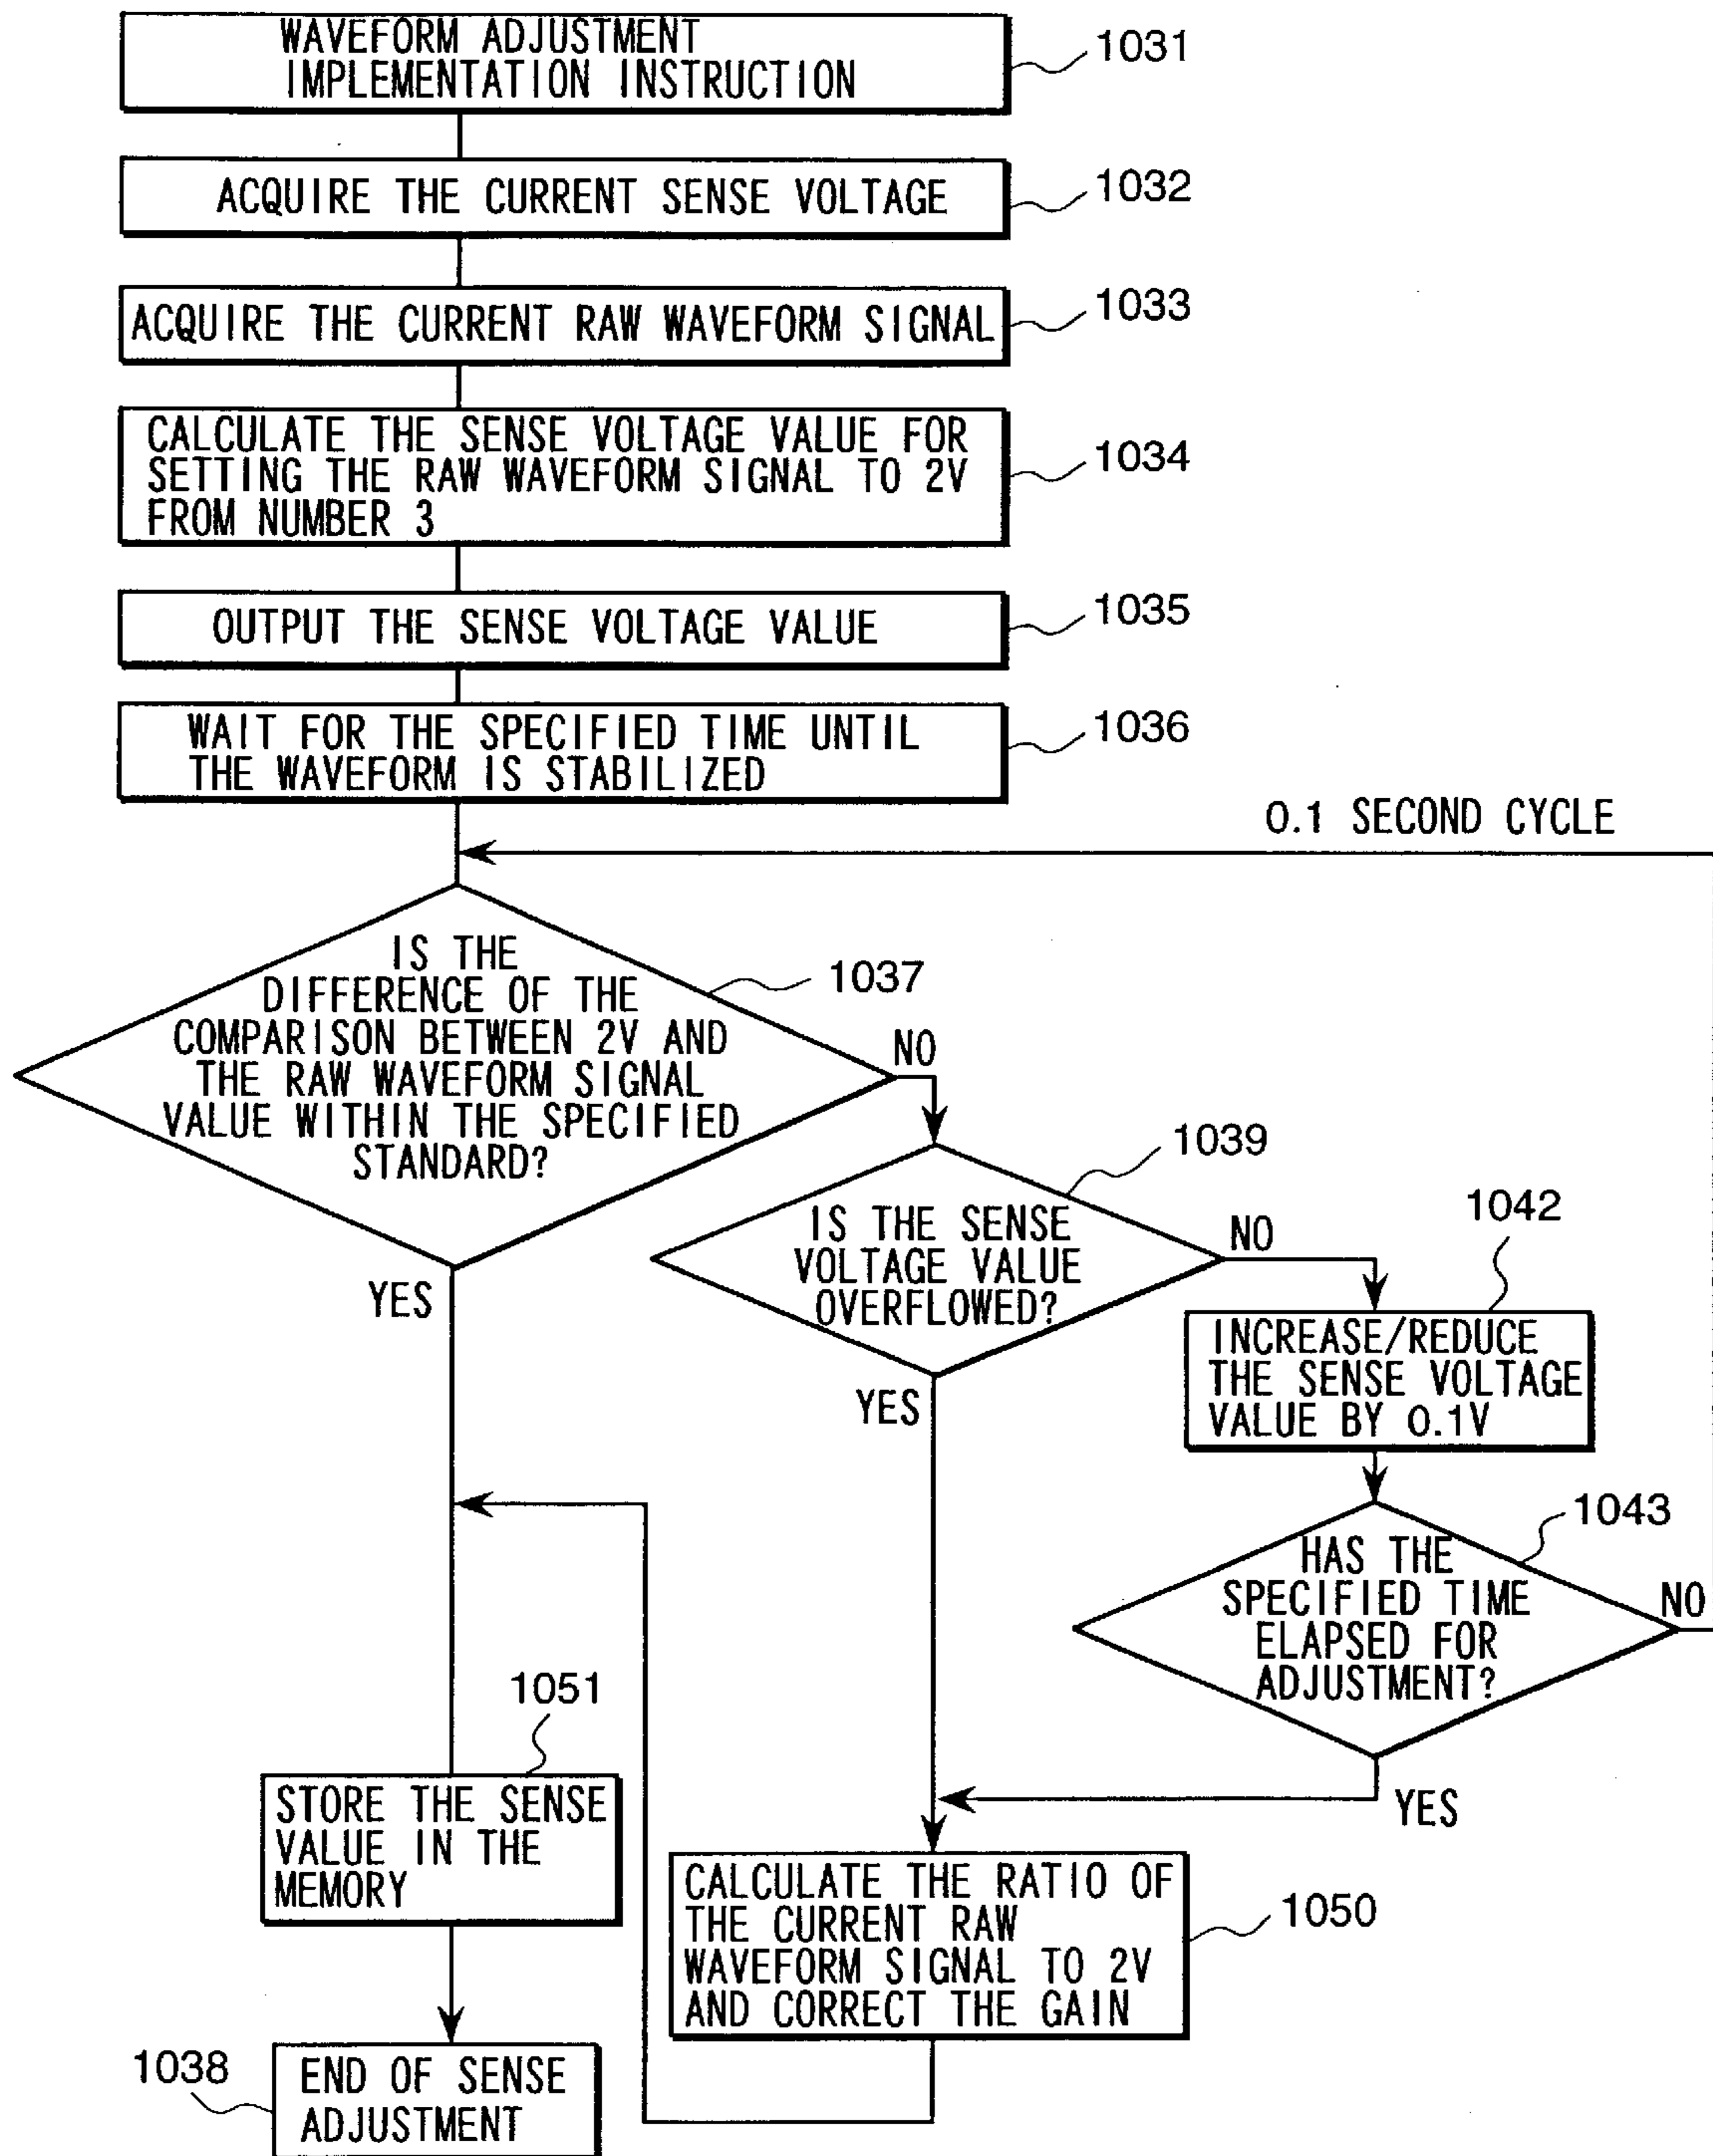 WAVEFORM ADJUSTMENT
IMPLEMENTATION INSTRUCTION
1031
ACQUIRE THE CURRENT SENSE VOLTAGE
1032
ACQUIRE THE CURRENT RAW WAVEFORM SIGNAL
1033
CALCULATE THE SENSE VOLTAGE VALUE FOR
SETTING THE RAW WAVEFORM SIGNAL TO 2V
FROM NUMBER 3
1034
OUTPUT THE SENSE VOLTAGE VALUE
1035
WAIT FOR THE SPECIFIED TIME UNTIL
THE WAVEFORM IS STABILIZED
1036
0.1 SECOND CYCLE
IS THE
DIFFERENCE OF THE
COMPARISON BETWEEN 2V AND
THE RAW WAVEFORM SIGNAL
VALUE WITHIN THE SPECIFIED
STANDARD?
1037
NO
YES
IS THE SENSE
VOLTAGE VALUE
OVERFLOWED?
1039
NO
YES
1042
INCREASE/REDUCE
THE SENSE VOLTAGE
VALUE BY 0.1V
1043
HAS THE
SPECIFIED TIME
ELAPSED FOR
ADJUSTMENT?
NO
YES
1051
STORE THE SENSE
VALUE IN THE
MEMORY
CALCULATE THE RATIO OF
THE CURRENT RAW
WAVEFORM SIGNAL TO 2V
AND CORRECT THE GAIN
1050
1038
END OF SENSE
ADJUSTMENT